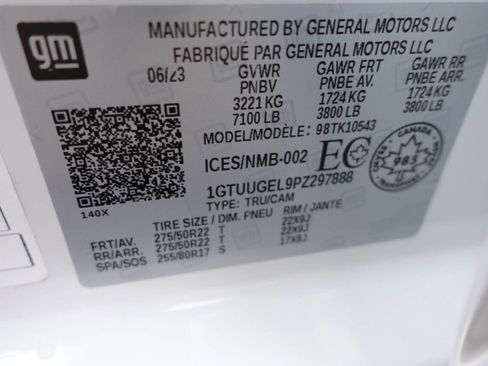 gm
MANUFACTURED BY GENERAL MOTORS LLC
FABRIQUÉ PAR GENERAL MOTORS LLC
06/23 GVWR GAWR FRT GAWR RR
PNBV PNBE AV. PNBE ARR.
3221 KG 1724 KG 1724 KG
7100 LB 3800 LB 3800 LB
MODEL/MODÈLE: 98TK10543
ICES/NMB-002 EC
CANADA
985
1GTUUGEL9PZ297888
140X
TYPE: TRU/CAM
TIRE SIZE / DIM. PNEU RIM / JANTE
FRT/AV. 275/50R22 T 22X9J
RR/ARR. 275/50R22 T 22X9J
SPA/SOS 255/80R17 S 17X8J